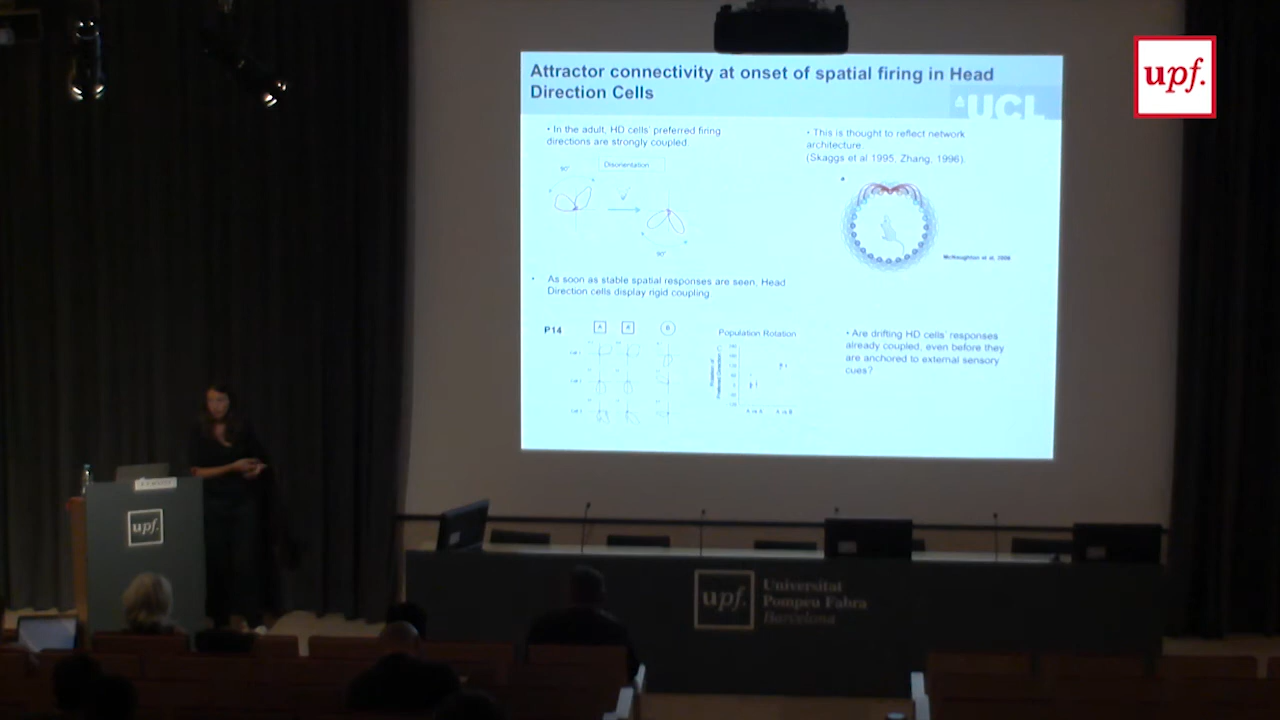 Attractor connectivity at onset of spatial firing in Head
Direction Cells
UCL
upf.
• In the adult, HD cells' preferred firing
directions are strongly coupled.
• This is thought to reflect network
architecture.
(Skaggs et al 1995, Zhang, 1996)
Disorientation
90°
90°
McNaughton et al. 2006
• As soon as stable spatial responses are seen, Head
Direction cells display rigid coupling
P14
A
A
B
Population Rotation
A vs A
A vs B
• Are drifting HD cells' responses
already coupled, even before they
are anchored to external sensory
cues?
upf.
upf.
Universitat
Pompeu Fabra
Barcelona